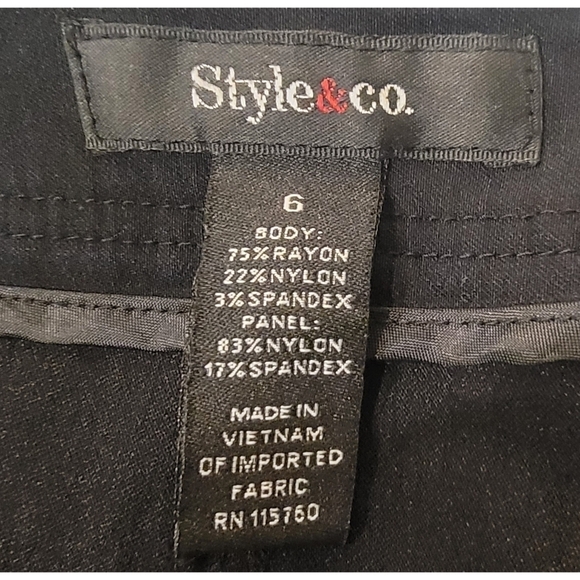 Style&co.
6
BODY:
75%RAYON
22%NYLON
3%SPANDEX
PANEL:
83%NYLON
17%SPANDEX
MADE IN
VIETNAM
OF IMPORTED
FABRIC
RN 115760